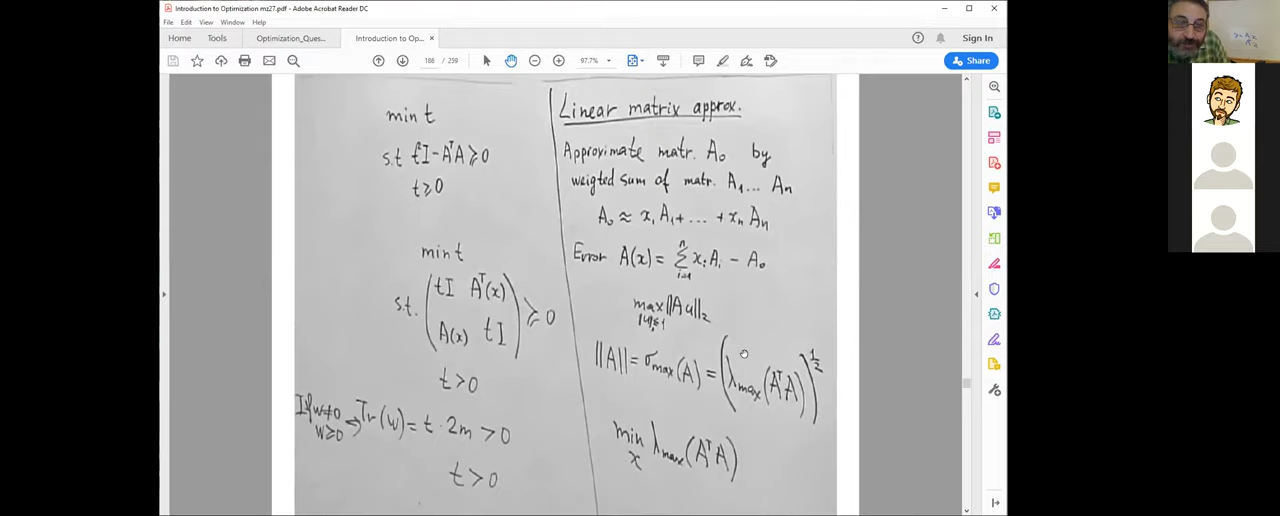 Introduction to Optimization mz27.pdf - Adobe Acrobat Reader DC
File Edit View Window Help
Home Tools Optimization_Ques... Introduction to Op... × Sign In
186 / 259 97.7% Share
min t
s.t t²I - AᵀA ≽ 0
t ≥ 0
min t
s.t. ( tI Aᵀ(x)
A(x) tI ) ≽ 0
t > 0
If w≠0
w≽0 → Tr(w) = t · 2m > 0
t > 0
Linear matrix approx.
Approximate matr. A₀ by
weigted sum of matr. A₁ ... Aₙ
A₀ ≈ x₁A₁ + ... + xₙAₙ
Error A(x) = Σⁿᵢ₌₁ xᵢAᵢ - A₀
max ‖Au‖₂
‖u‖≤1
‖A‖ = σmax(A) = (λmax(AᵀA))^½
min λmax(AᵀA)
x